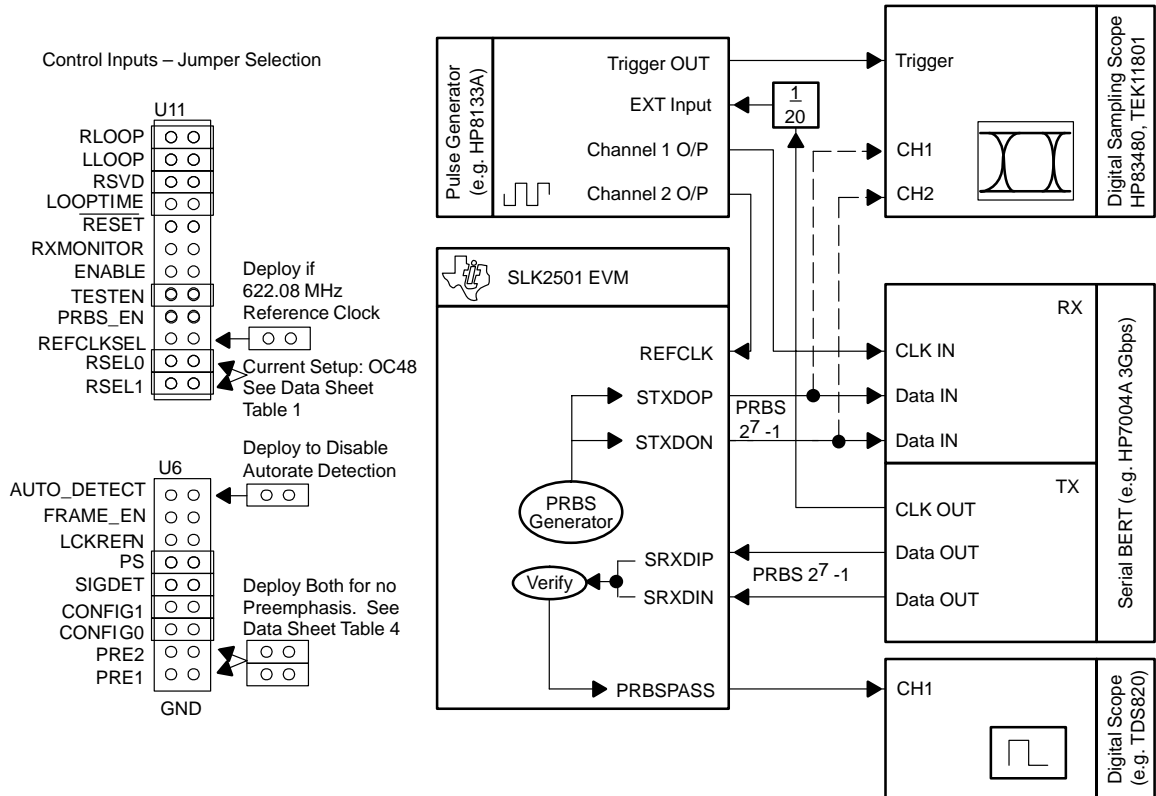 Control Inputs – Jumper Selection
U11
RLOOP
LLOOP
RSVD
LOOPTIME
RESET
RXMONITOR
ENABLE
TESTEN
PRBS_EN
REFCLKSEL
RSEL0
RSEL1
Deploy if
622.08 MHz
Reference Clock
Current Setup: OC48
See Data Sheet
Table 1
U6
AUTO_DETECT
FRAME_EN
LCKREFN
PS
SIGDET
CONFIG1
CONFIG0
PRE2
PRE1
GND
Deploy to Disable
Autorate Detection
Deploy Both for no
Preemphasis. See
Data Sheet Table 4
Pulse Generator
(e.g. HP8133A)
Trigger OUT
EXT Input
Channel 1 O/P
Channel 2 O/P
1
20
Trigger
CH1
CH2
Digital Sampling Scope
HP83480, TEK11801
SLK2501 EVM
REFCLK
STXDOP
STXDON
PRBS
2^7 -1
PRBS
Generator
SRXDIP
SRXDIN
Verify
PRBSPASS
PRBS 2^7 -1
RX
CLK IN
Data IN
Data IN
TX
CLK OUT
Data OUT
Data OUT
Serial BERT (e.g. HP7004A 3Gbps)
CH1
Digital Scope
(e.g. TDS820)